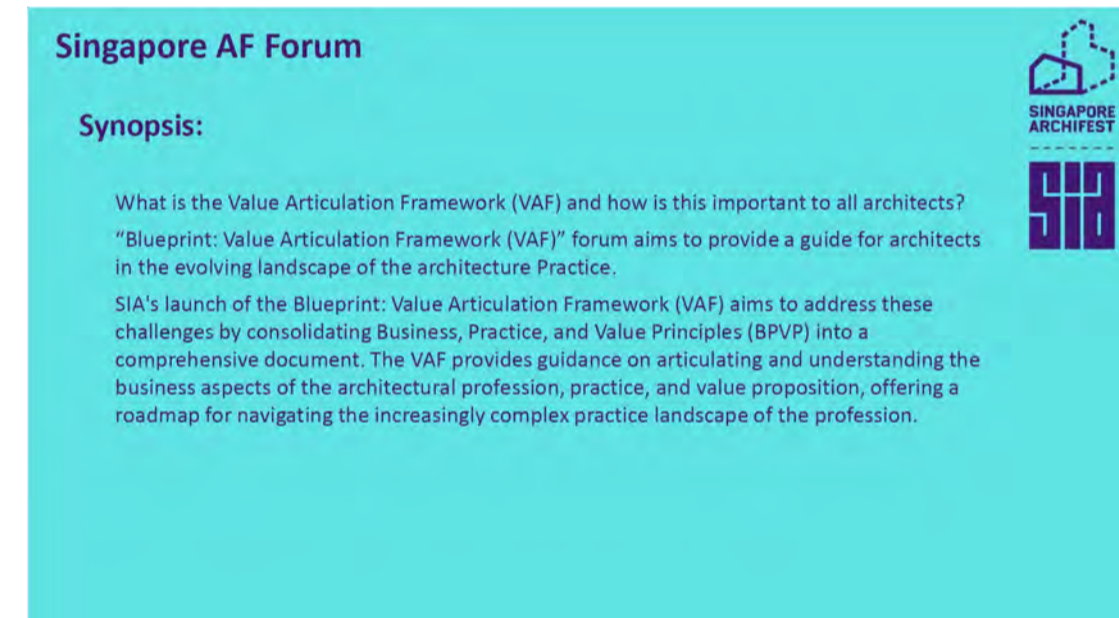 Singapore AF Forum
Synopsis:
What is the Value Articulation Framework (VAF) and how is this important to all architects?
“Blueprint: Value Articulation Framework (VAF)” forum aims to provide a guide for architects
in the evolving landscape of the architecture Practice.
SIA's launch of the Blueprint: Value Articulation Framework (VAF) aims to address these
challenges by consolidating Business, Practice, and Value Principles (BPVP) into a
comprehensive document. The VAF provides guidance on articulating and understanding the
business aspects of the architectural profession, practice, and value proposition, offering a
roadmap for navigating the increasingly complex practice landscape of the profession.
SINGAPORE
ARCHIFEST
sia